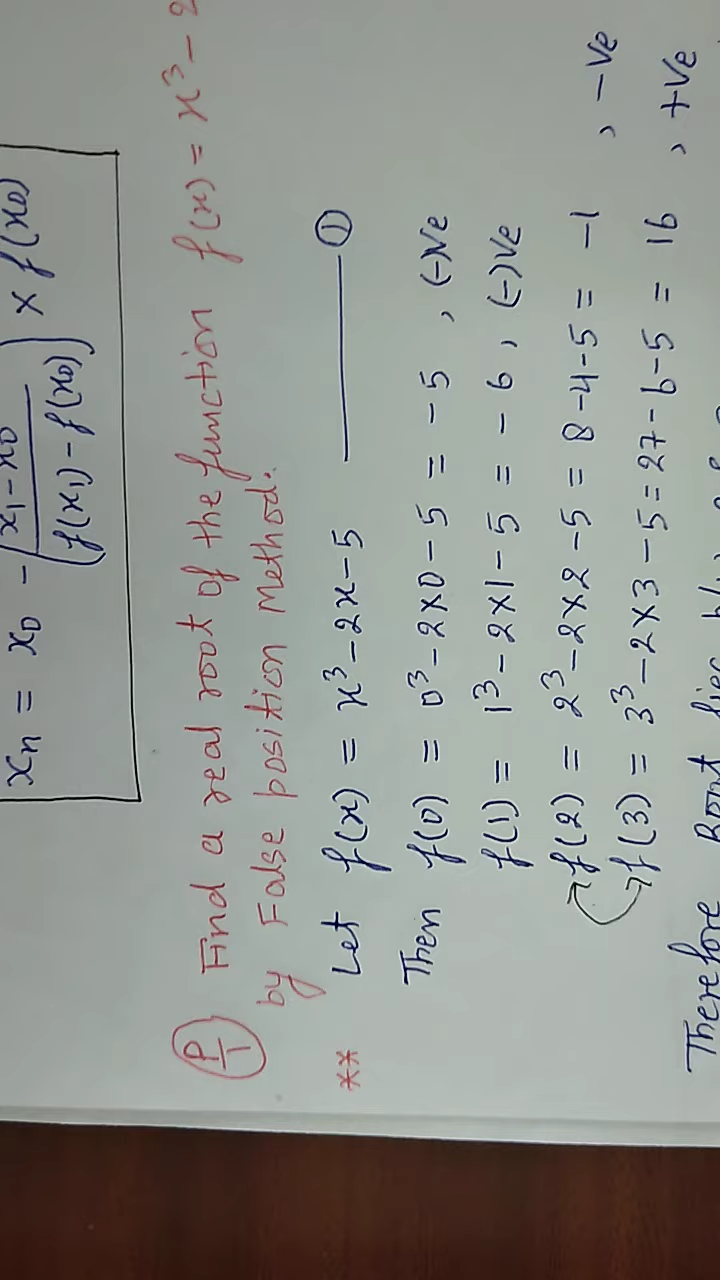 xn = x0 - (x1 - x0 / f(x1) - f(x0)) × f(x0)
P/1 Find a real root of the function f(x) = x³ - 2
by False position Method.
** Let f(x) = x³ - 2x - 5 ——— ①
Then f(0) = 0³ - 2×0 - 5 = -5 , (-)Ve
f(1) = 1³ - 2×1 - 5 = -6 , (-)Ve
f(2) = 2³ - 2×2 - 5 = 8 - 4 - 5 = -1 , -Ve
f(3) = 3³ - 2×3 - 5 = 27 - 6 - 5 = 16 , +Ve
Therefore Root lies